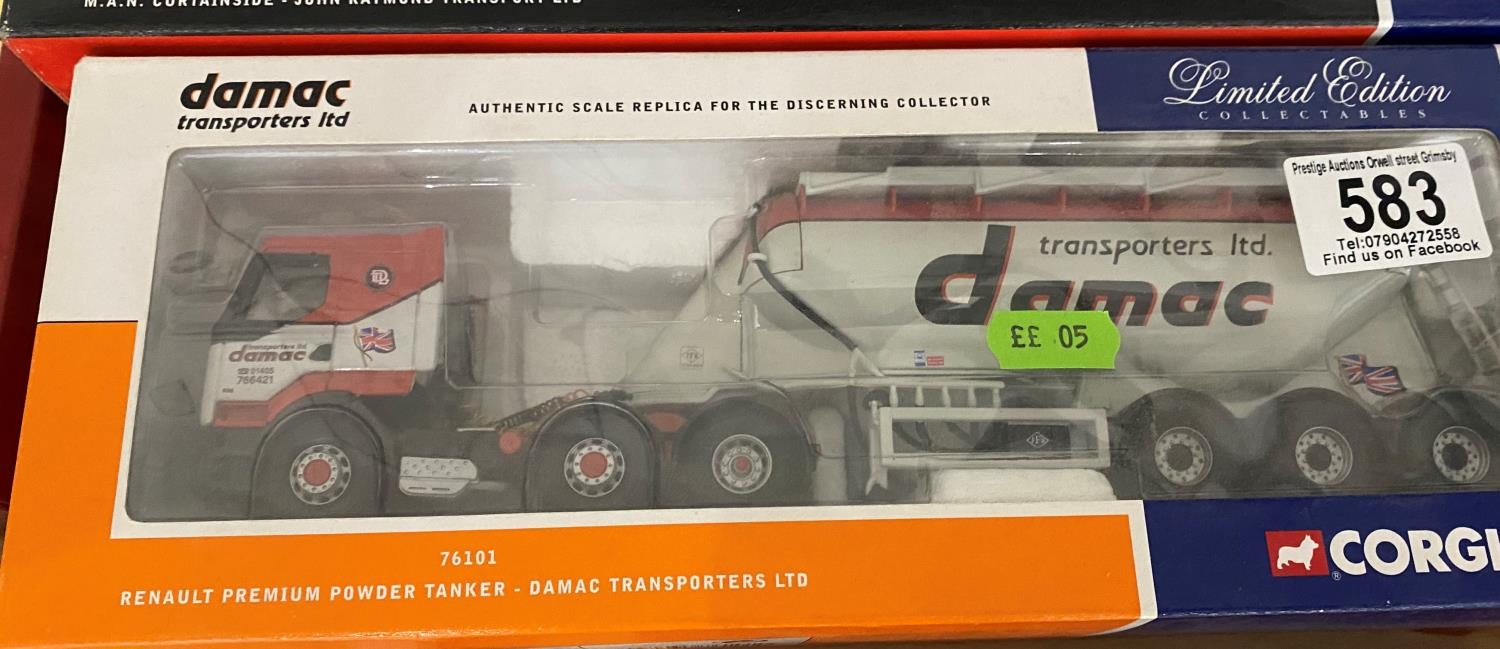 M.A.N. CURTAINSIDE - JOHN RAYMOND TRANSPORT LTD
damac
transporters ltd
AUTHENTIC SCALE REPLICA FOR THE DISCERNING COLLECTOR
Limited Edition
COLLECTABLES
Prestige Auctions Orwell street Grimsby
583
Tel:07904272558
Find us on Facebook
transporters ltd.
damac
££ 05
transporters ltd
damac
01405
766421
76101
RENAULT PREMIUM POWDER TANKER - DAMAC TRANSPORTERS LTD
CORGI